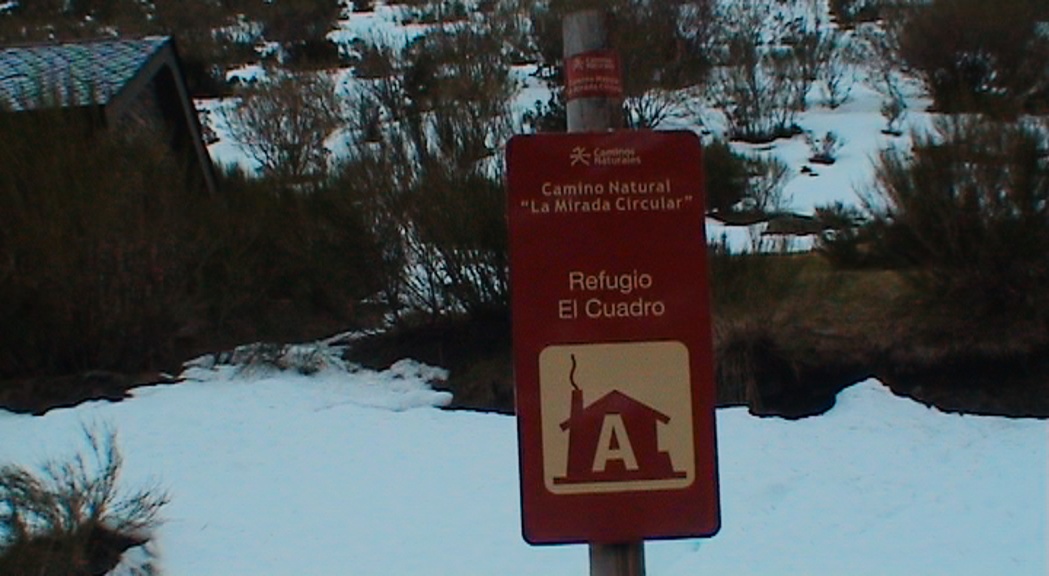 Caminos
Naturales
Camino Natural
"La Mirada Circular"
Refugio
El Cuadro
A